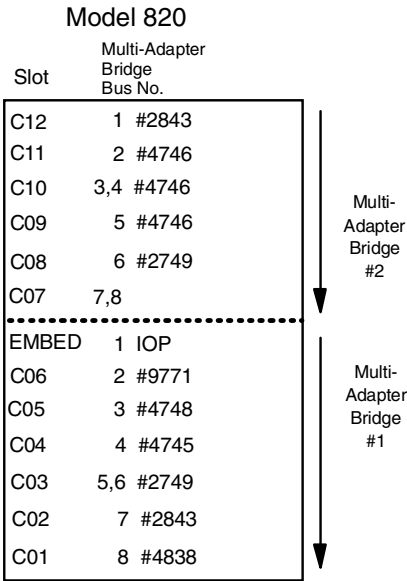 Model 820
Slot
Multi-Adapter
Bridge
Bus No.
C12 1 #2843
C11 2 #4746
C10 3,4 #4746
C09 5 #4746
C08 6 #2749
C07 7,8
Multi-
Adapter
Bridge
#2
EMBED 1 IOP
C06 2 #9771
C05 3 #4748
C04 4 #4745
C03 5,6 #2749
C02 7 #2843
C01 8 #4838
Multi-
Adapter
Bridge
#1